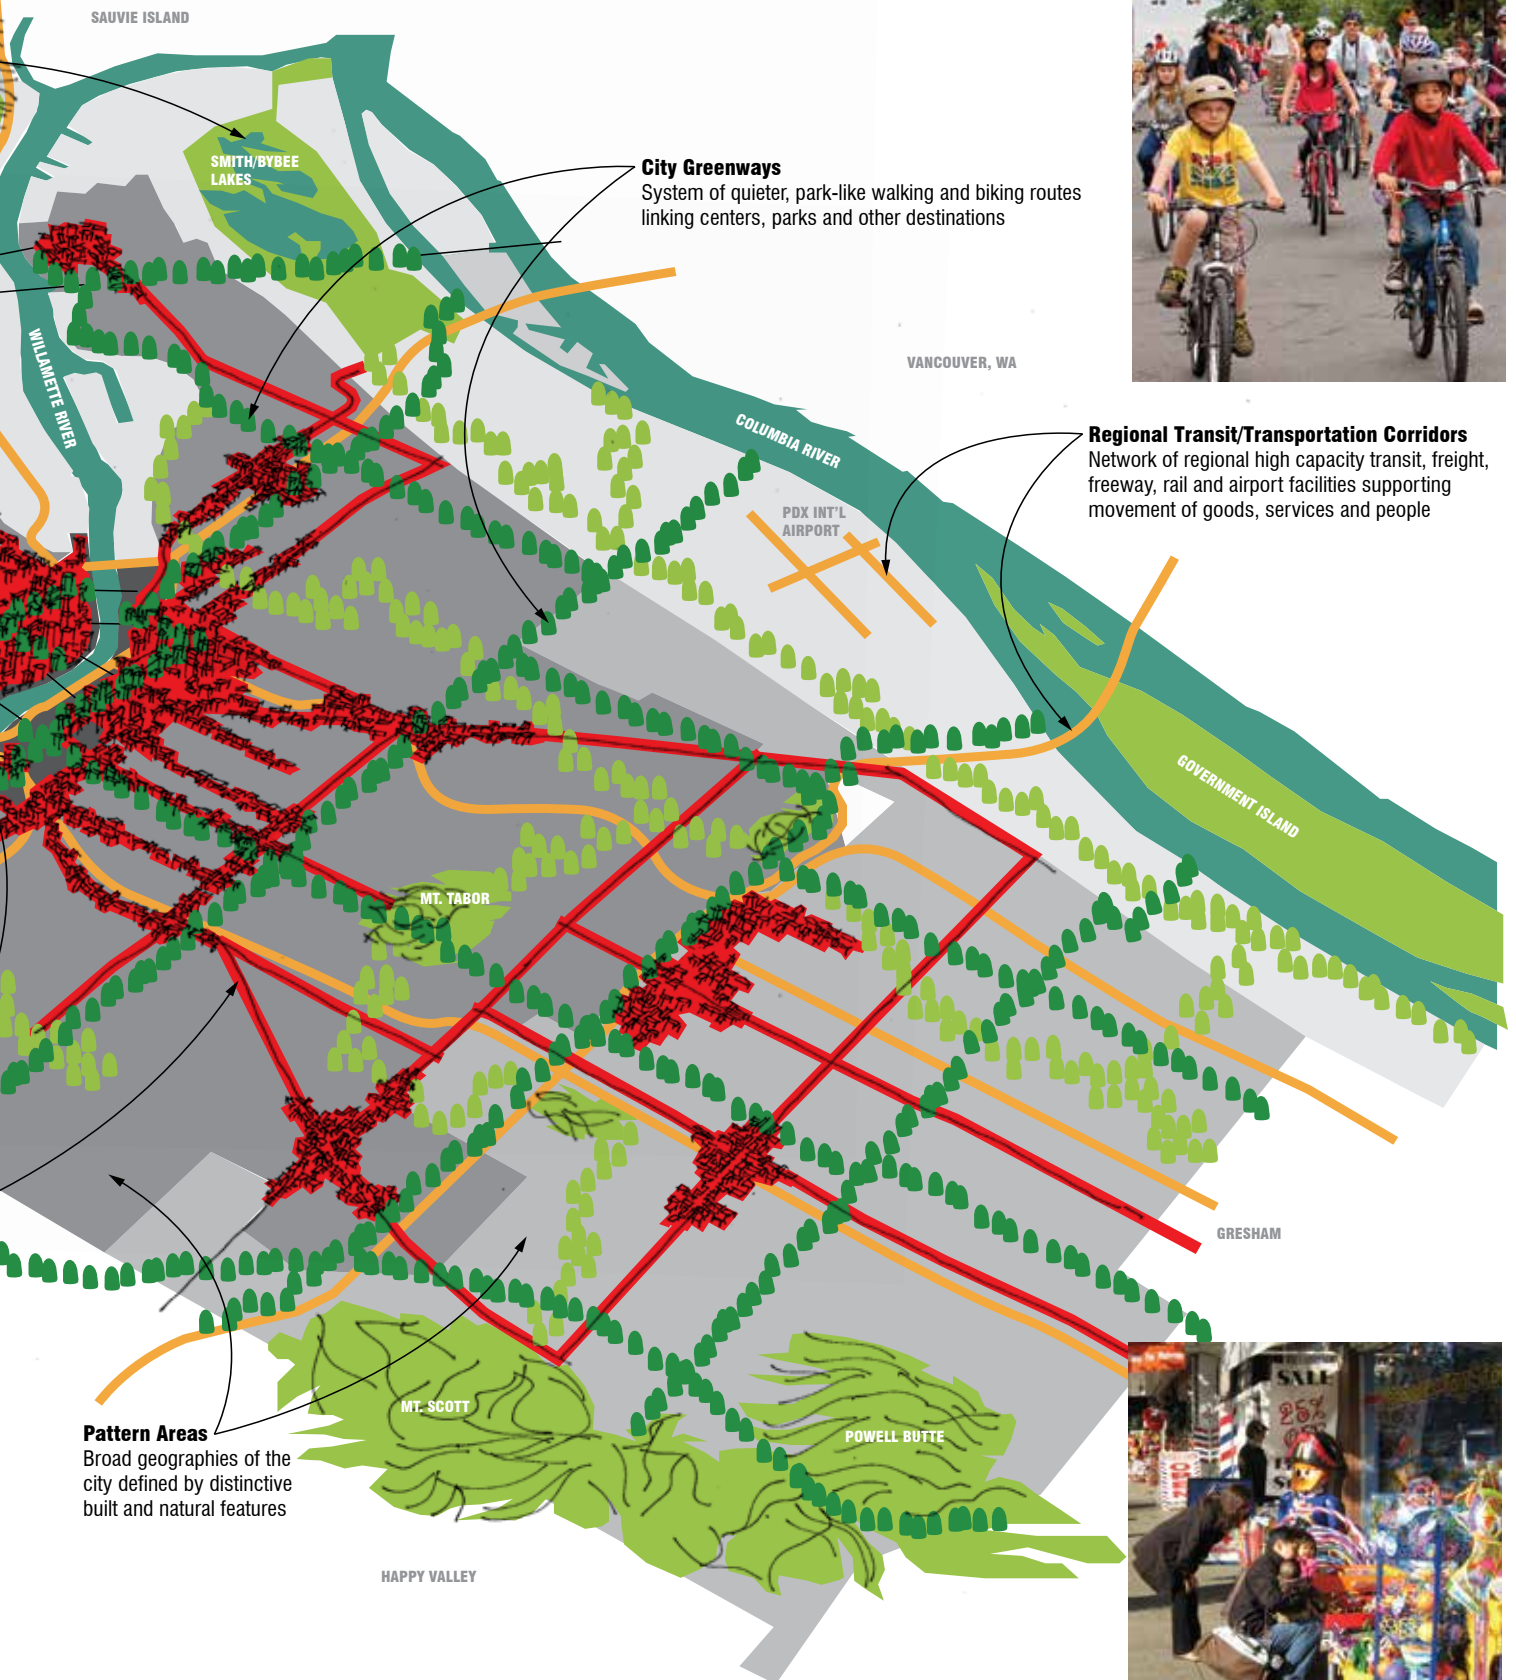 SAUVIE ISLAND
SMITH/BYBEE
LAKES
City Greenways
System of quieter, park-like walking and biking routes
linking centers, parks and other destinations
WILLAMETTE RIVER
VANCOUVER, WA
COLUMBIA RIVER
Regional Transit/Transportation Corridors
Network of regional high capacity transit, freight,
freeway, rail and airport facilities supporting
movement of goods, services and people
PDX INT'L
AIRPORT
GOVERNMENT ISLAND
MT. TABOR
GRESHAM
MT. SCOTT
POWELL BUTTE
Pattern Areas
Broad geographies of the
city defined by distinctive
built and natural features
HAPPY VALLEY
SALE
25%